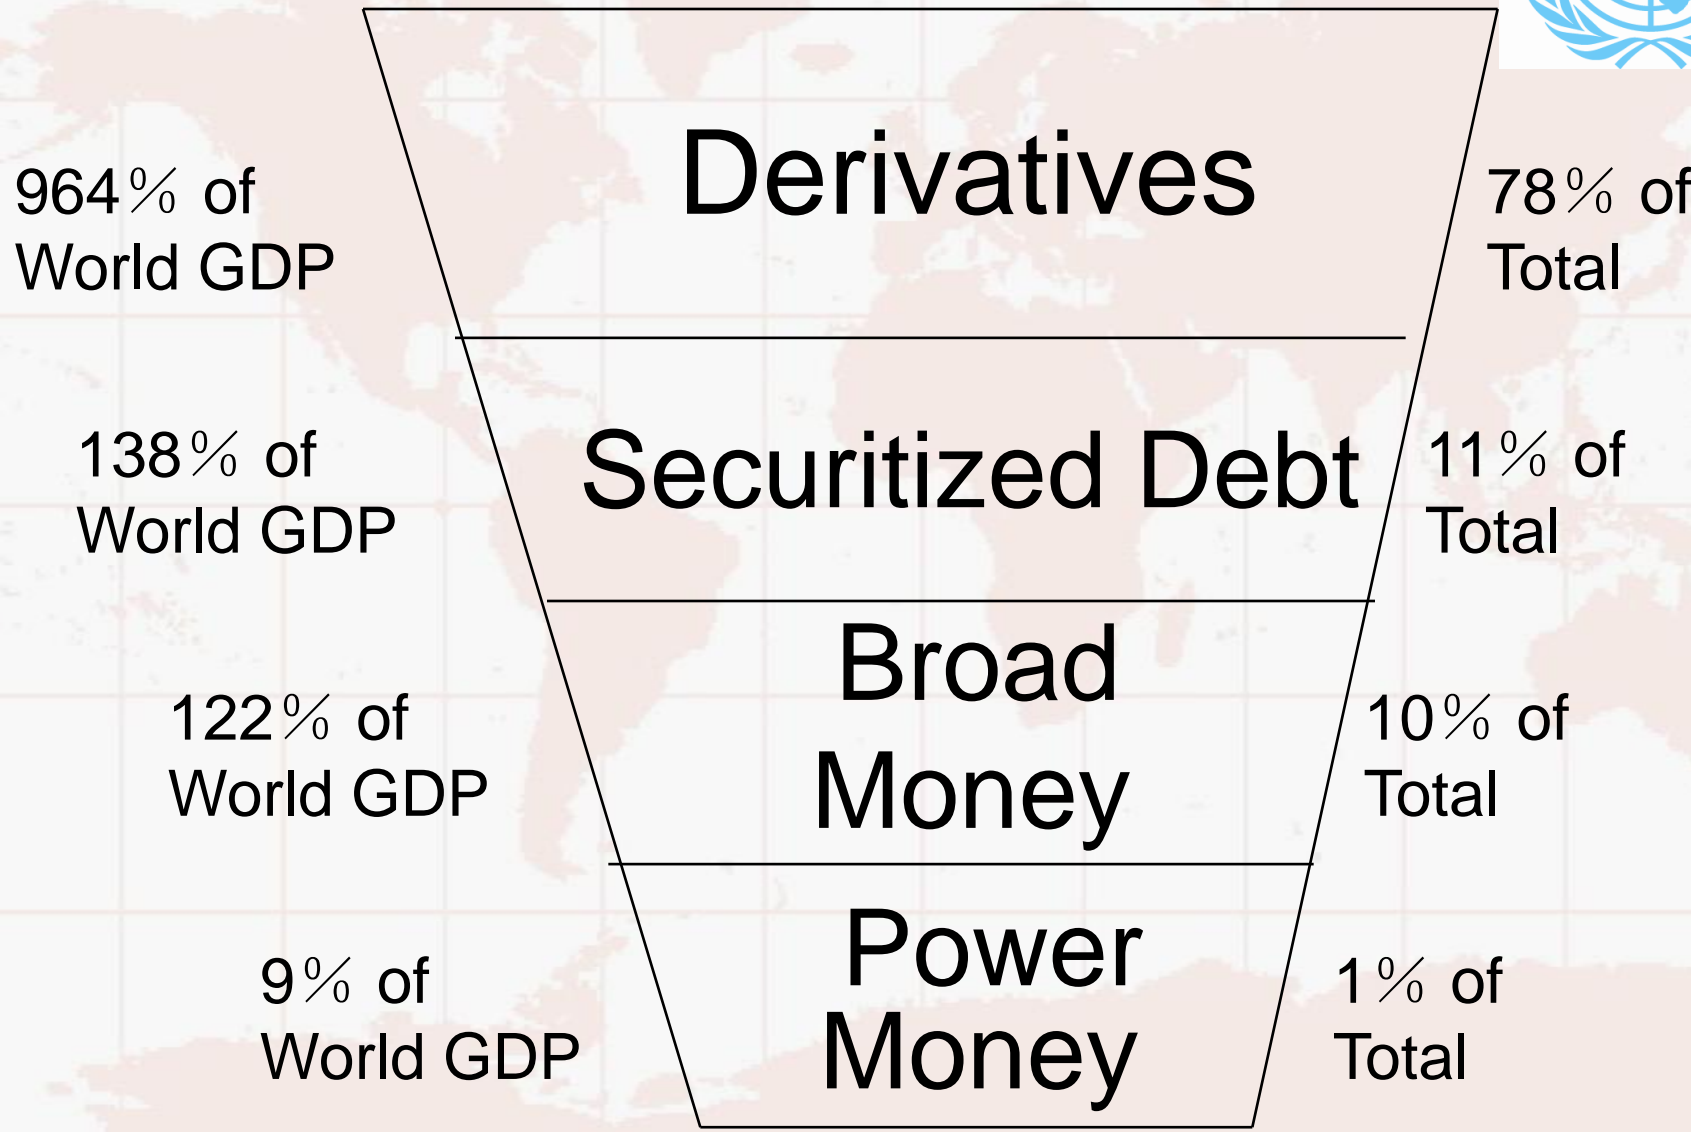 Derivatives
964% of
World GDP
78% of
Total
Securitized Debt
138% of
World GDP
11% of
Total
Broad
Money
122% of
World GDP
10% of
Total
Power
Money
9% of
World GDP
1% of
Total